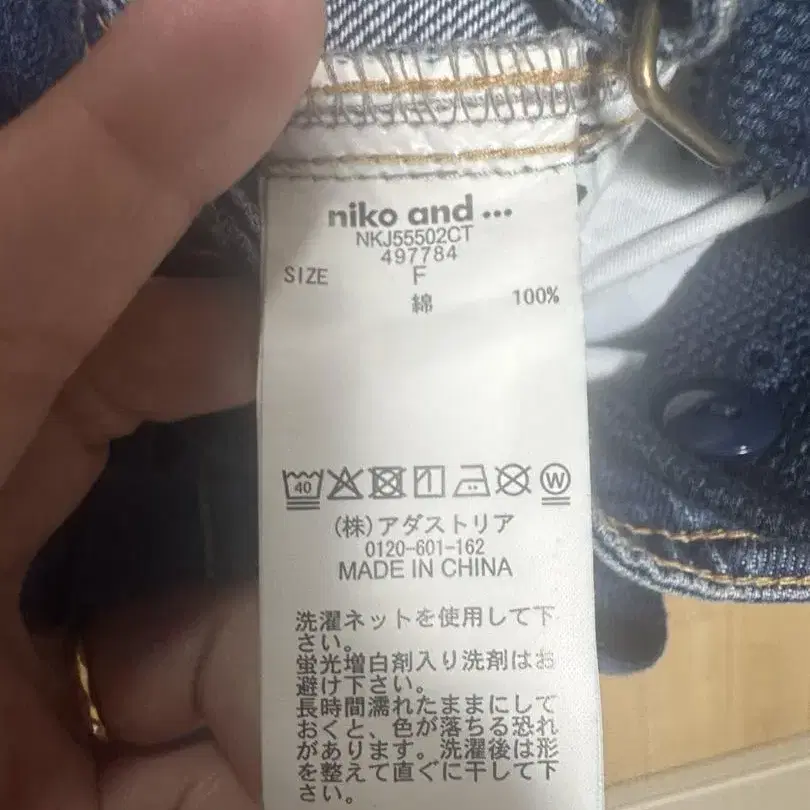 niko and ...
NKJ55502CT
497784
SIZE F
綿 100%
40 W
(株)アダストリア
0120-601-162
MADE IN CHINA
洗濯ネットを使用して下
さい。
蛍光増白剤入り洗剤はお
避け下さい。
長時間濡れたままにして
おくと、色が落ちる恐れ
があります。洗濯後は形
を整えて直ぐに干して下
さい。